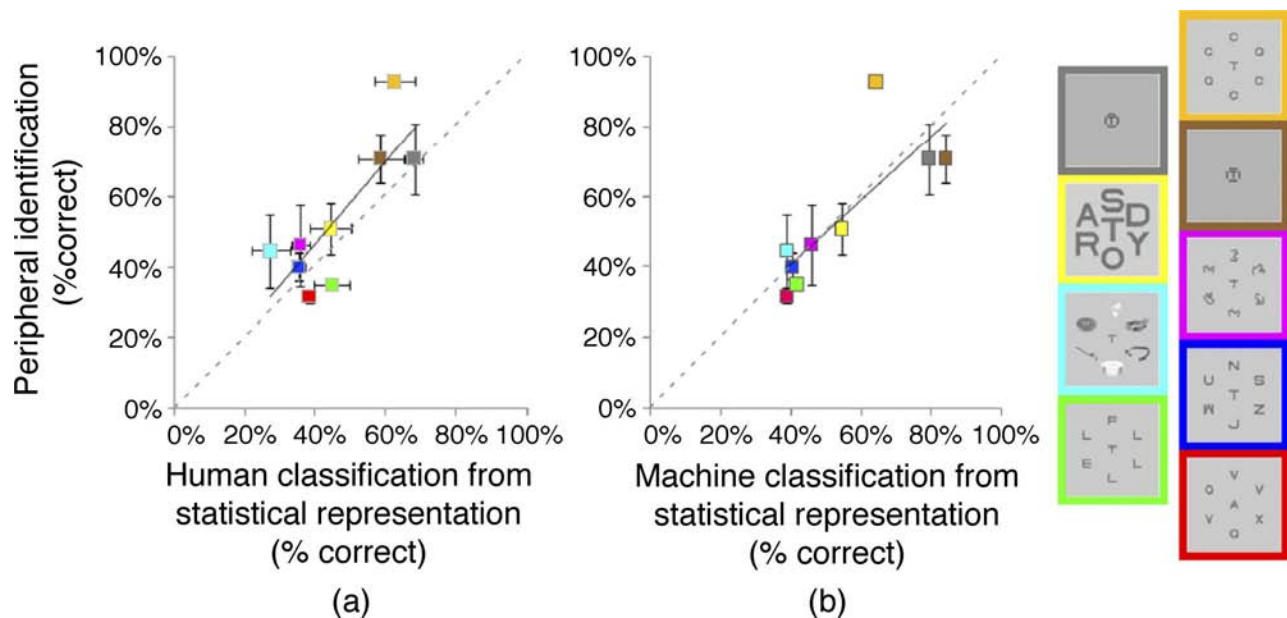 Peripheral identification
(%correct)
100%
80%
60%
40%
20%
0%
0% 20% 40% 60% 80% 100%
Human classification from
statistical representation
(% correct)
(a)
100%
80%
60%
40%
20%
0%
0% 20% 40% 60% 80% 100%
Machine classification from
statistical representation
(% correct)
(b)
T
S
A D
T
R Y
O
T
F
L L
T
E L
L
C
C Q
T
Q C
C
T
T
N
U S
T
W Z
J
V
Q V
A
V X
Q